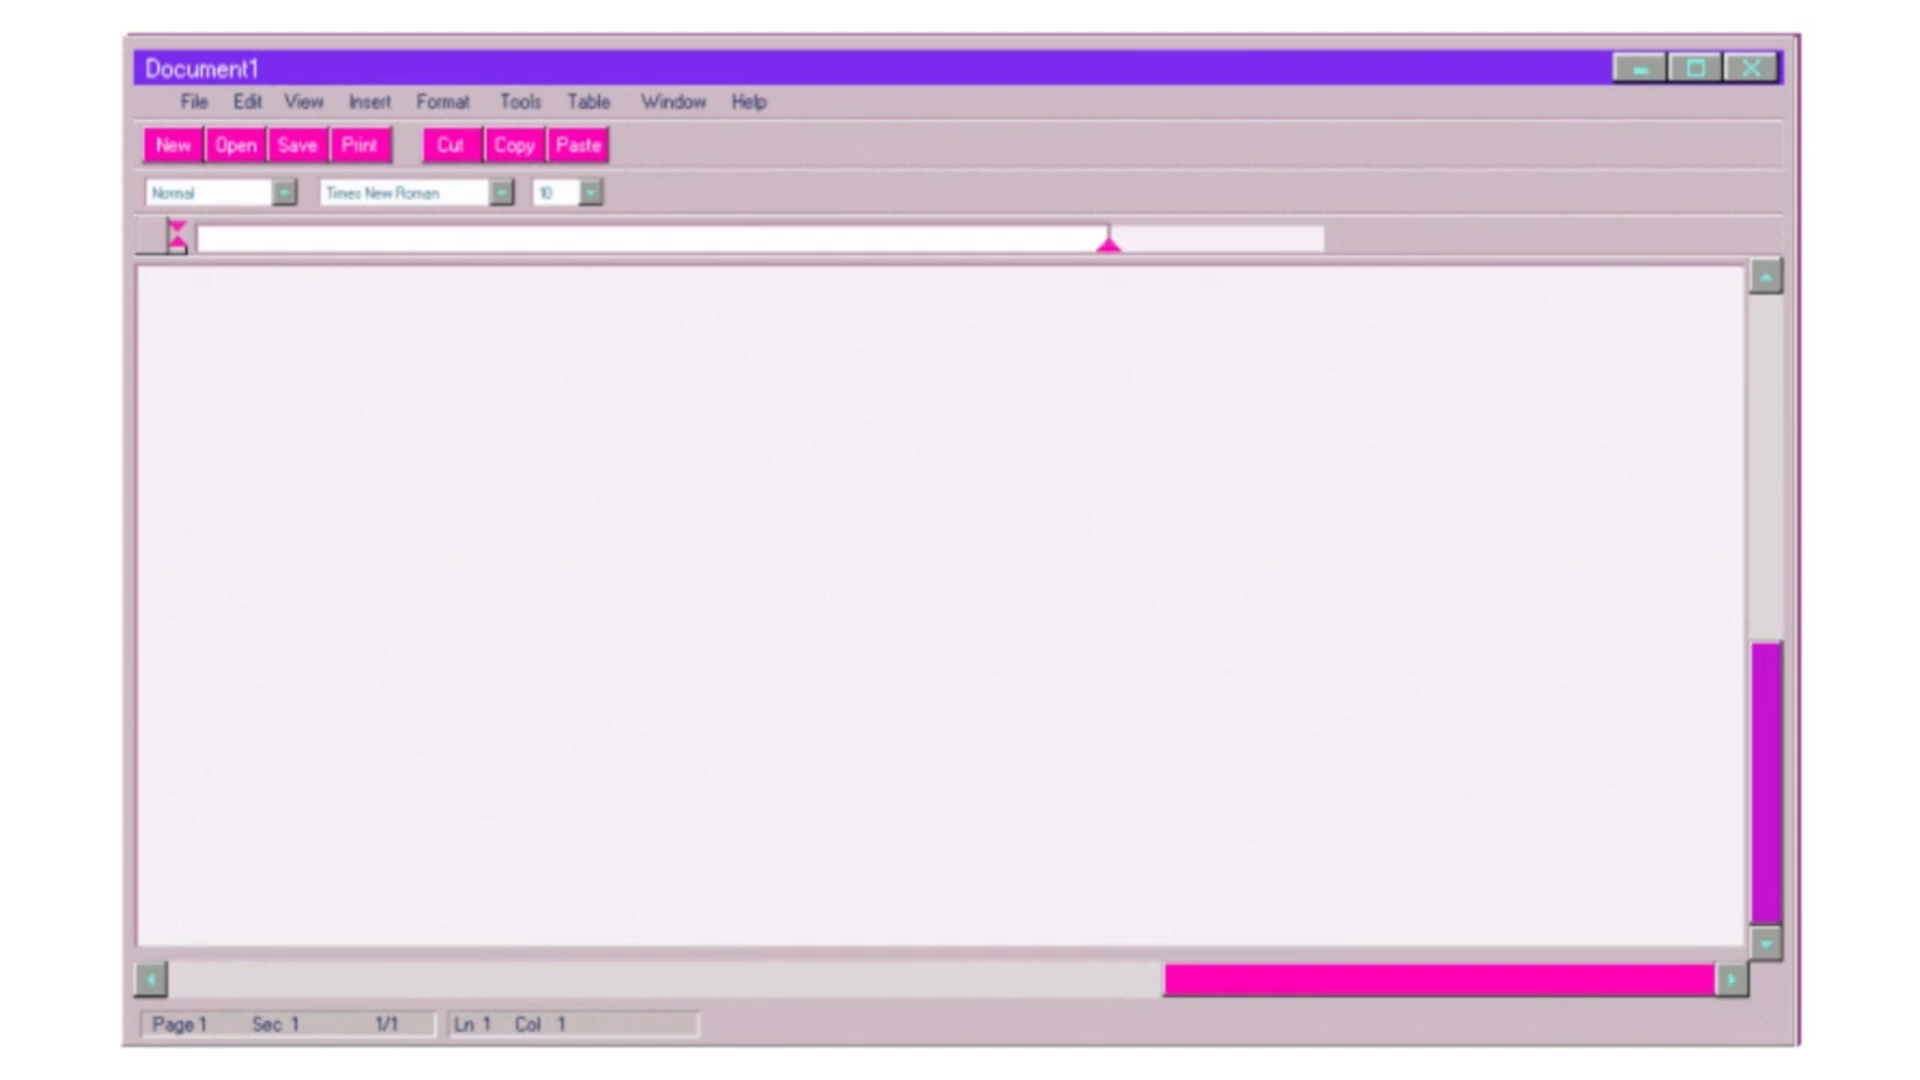 Document1
File Edit View Insert Format Tools Table Window Help
New Open Save Print Cut Copy Paste
Normal Times New Roman 10
Page 1 Sec 1 1/1 Ln 1 Col 1